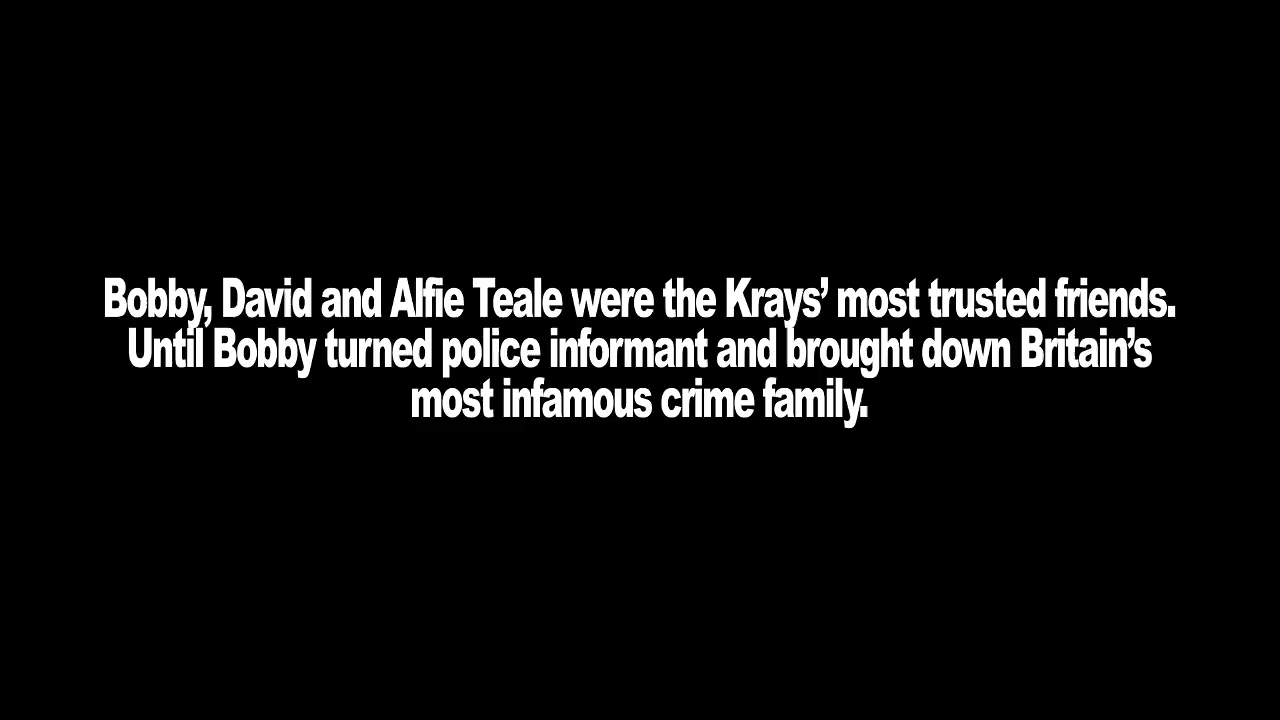 Bobby, David and Alfie Teale were the Krays’ most trusted friends.
Until Bobby turned police informant and brought down Britain’s
most infamous crime family.